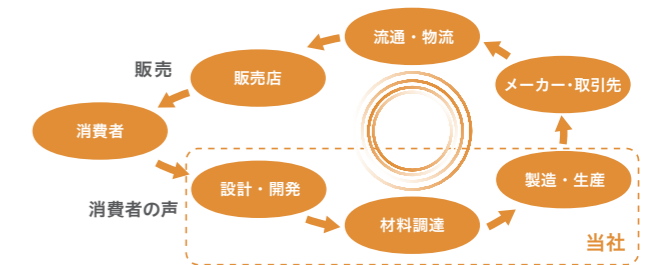 流通・物流
販売
販売店
メーカー・取引先
消費者
設計・開発
製造・生産
消費者の声
材料調達
当社